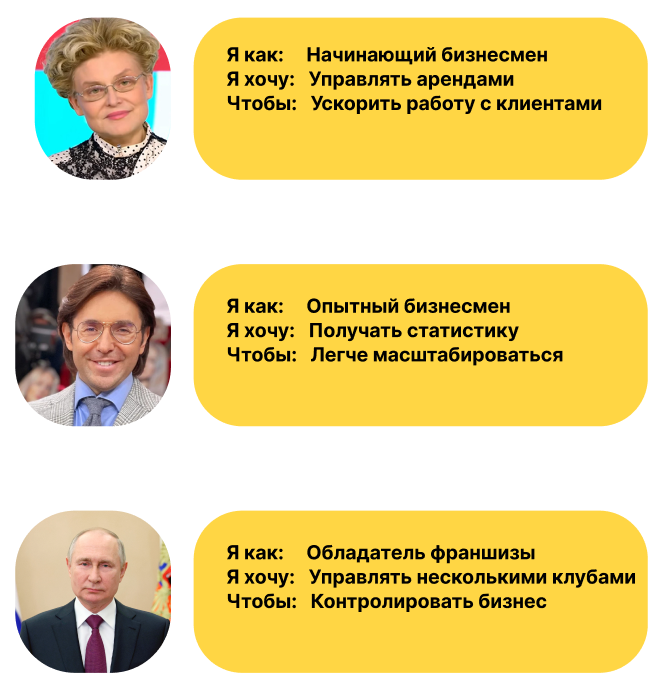 Я как: Начинающий бизнесмен
Я хочу: Управлять арендами
Чтобы: Ускорить работу с клиентами
Я как: Опытный бизнесмен
Я хочу: Получать статистику
Чтобы: Легче масштабироваться
Я как: Обладатель франшизы
Я хочу: Управлять несколькими клубами
Чтобы: Контролировать бизнес